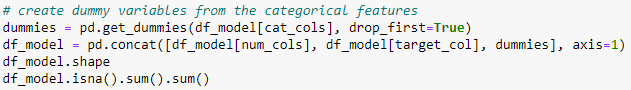 # create dummy variables from the categorical features
dummies = pd.get_dummies(df_model[cat_cols], drop_first=True)
df_model = pd.concat([df_model[num_cols], df_model[target_col], dummies], axis=1)
df_model.shape
df_model.isna().sum().sum()